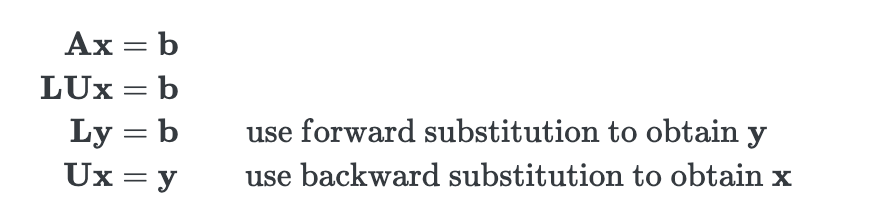 Ax = b
LUx = b
Ly = b use forward substitution to obtain y
Ux = y use backward substitution to obtain x